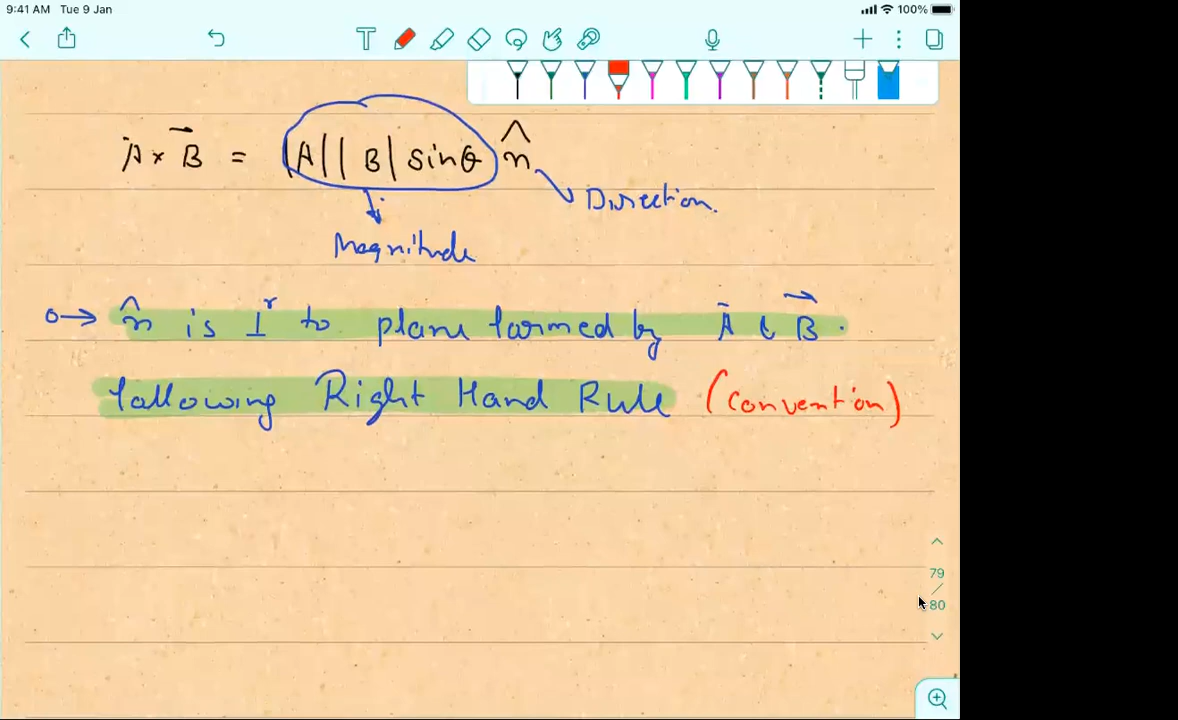 9:41 AM Tue 9 Jan
100%
A × B = |A||B| sinθ n̂
Direction.
Magnitude
o→ n̂ is ⊥ʳ to plane formed by A & B.
following Right Hand Rule (convention)
79
/
80